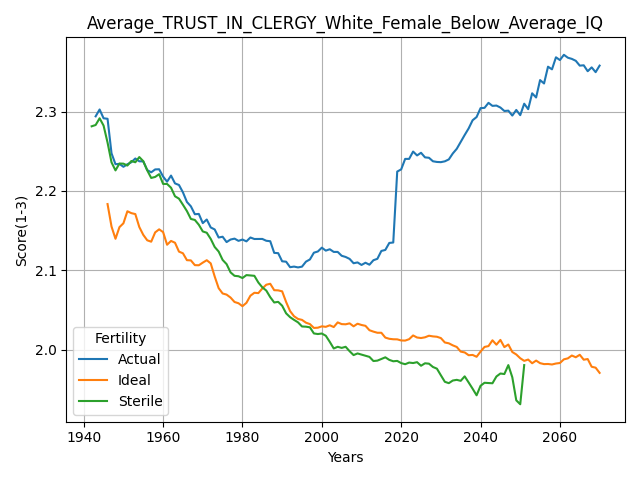 Average_TRUST_IN_CLERGY_White_Female_Below_Average_IQ
Score(1-3)
2.3
2.2
2.1
2.0
Fertility
Actual
Ideal
Sterile
1940 1960 1980 2000 2020 2040 2060
Years